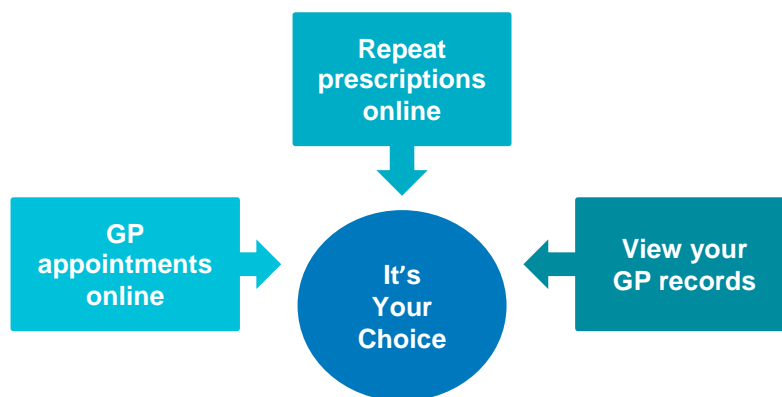 Repeat
prescriptions
online
GP
appointments
online
It's
Your
Choice
View your
GP records